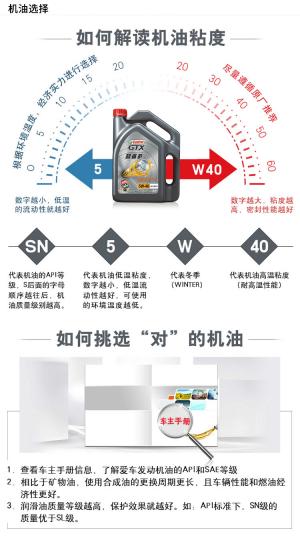 机油选择
如何解读机油粘度
根据环境温度、经济实力进行选择
尽量遵循原厂推荐
0
5
10
15
20
20
30
40
50
60
Castrol
GTX
5
W40
数字越小，低温
的流动性就越好
数字越大，粘度越
高，密封性能越好
SN
5
W
40
代表机油的API等
级，S后面的字母
顺序越往后，机
油质量级别越高。
代表机油低温粘度，
数字越小，低温流
动性越好，可使用
的环境温度越低。
代表冬季
(WINTER)
代表机油高温粘度
(耐高温性能)
如何挑选“对”的机油
车主手册
1．查看车主手册信息，了解爱车发动机油的API和SAE等级
2．相比于矿物油，使用合成油的更换周期更长，且车辆性能和燃油经
济性更好。
3．润滑油质量等级越高，保护效果就越好。如：API标准下，SN级的
质量优于SL级。